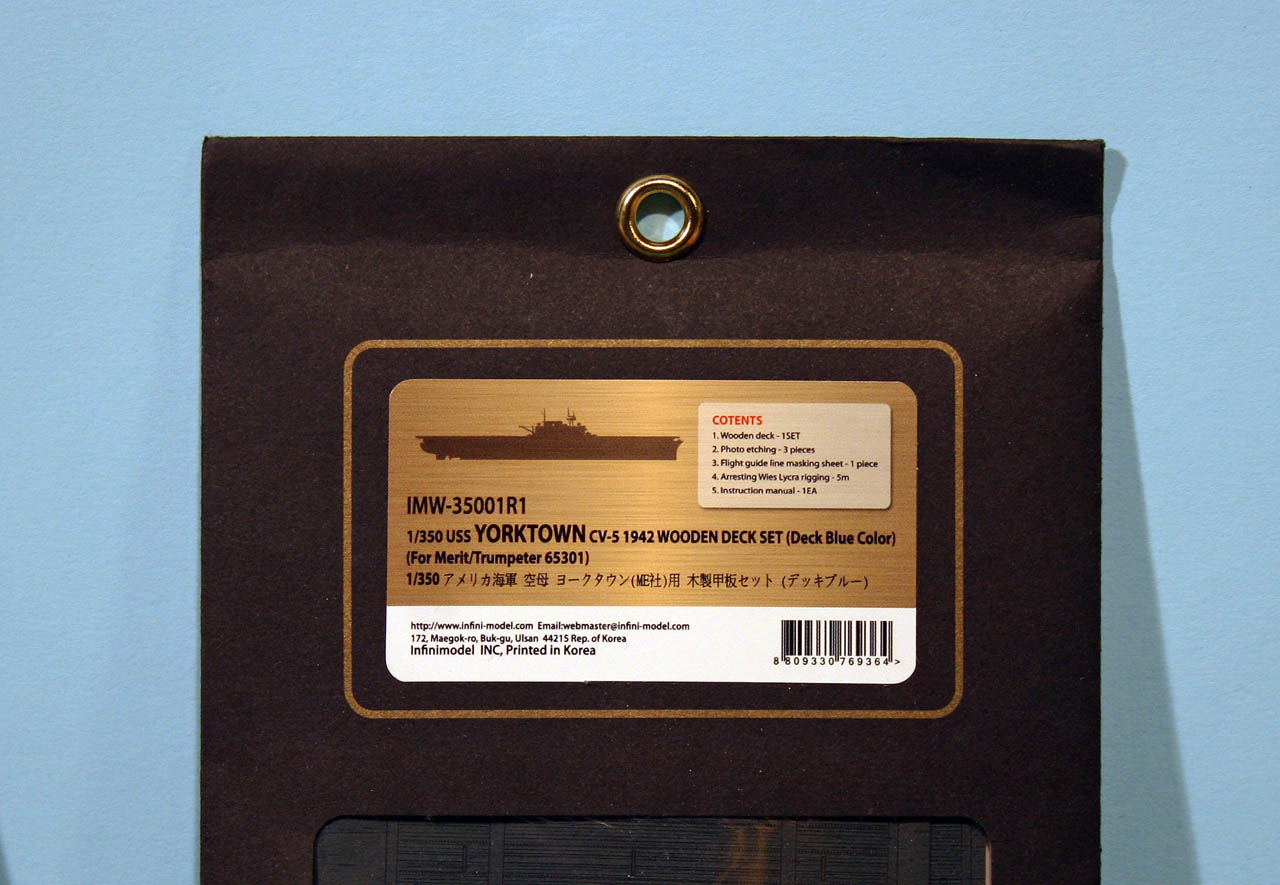 COTENTS
1. Wooden deck - 1SET
2. Photo etching - 3 pieces
3. Flight guide line masking sheet - 1 piece
4. Arresting Wies Lycra rigging - 5m
5. Instruction manual - 1EA
IMW-35001R1
1/350 USS YORKTOWN CV-5 1942 WOODEN DECK SET (Deck Blue Color)
(For Merit/Trumpeter 65301)
1/350 アメリカ海軍 空母 ヨークタウン(ME社)用 木製甲板セット (デッキブルー)
http://www.infini-model.com Email:webmaster@infini-model.com
172, Maegok-ro, Buk-gu, Ulsan 44215 Rep. of Korea
Infinimodel INC, Printed in Korea
8 809330 769364 >